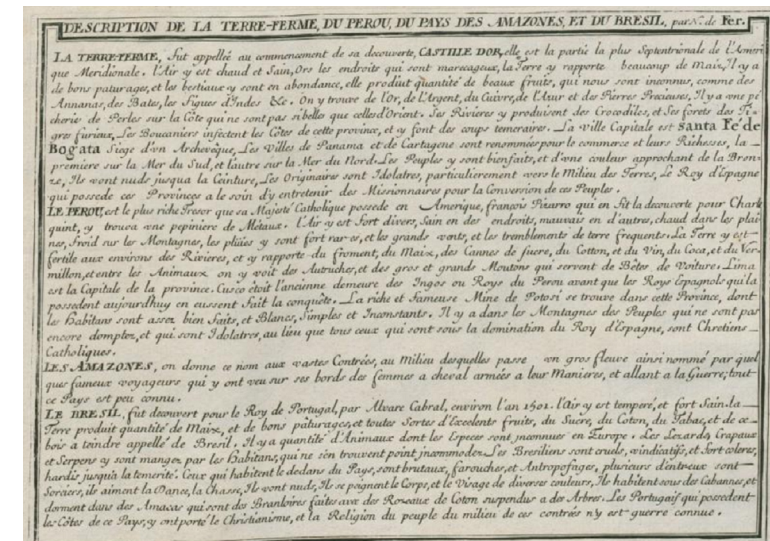 DESCRIPTION DE LA TERRE-FERME, DU PEROU, DU PAYS DES AMAZONES, ET DU BRESIL, par N. de Fer.
LA TERRE-FERME, fut appellée au commencement de sa decouverte, CASTILLE D'OR, elle est la partie la plus Septentrionale de l'Ameri
que Meridionale. l'Air y est chaud et Sain, Ors les endroits qui sont marecageux, la Terre y rapporte beaucoup de Maix, Il y a
de bons paturages, et les bestiaux y sont en abondance, elle produit quantité de beaux fruits, qui nous sont inconnus, comme des
Annanas, des Bates, les Figues d'Indes &c. On y trouve de l'Or, de l'Argent, du Cuivre, de l'Azur et des Pierres Precieuses, Il y a vne pé
cherie de Perles sur la Côte qui ne sont pas si belle que celles d'Orient. Ses Rivieres y produisent des Crocodiles, et Ses forets des Ti
gres furieux, Les Boucaniers infectent les Côtes de cette province, et y font des coups temeraires. La Ville Capitale est santa Fé de
Bogata Siege d'vn Archevêque, Les Villes de Panama et de Cartagene sont renommées pour le commerce et leurs Richesses, la
premiere sur la Mer du Sud, et l'autre sur la Mer du Nord. Les Peuples y sont bien faits, et d'vne couleur approchant de la Bron
ze, Ils vont nuds jusqu'a la Ceinture, Les Originaires sont Idolatres, particulierement vers le Milieu des Terres, Le Roy d'Espagne
qui possede ces Provinces a le soin d'y entretenir des Missionnaires pour la Conversion de ces Peuples.
LE PEROU, est le plus riche Tresor que sa Majesté Catholique possede en Amerique, françois Pizarro qui en fit la decouverte pour Charle
quint, y trouva vne pepiniere de Métaux. l'Air y est Fort divers, Sain en des endroits, mauvais en d'autres, chaud dans les plai
nes, froid sur les Montagnes, les pluïes y sont fort rares, et les grands vents, et les tremblements de terre frequents. La Terre y est
fertille aux environs des Rivieres, et y rapporte du froment, du Maix, des Cannes de sucre, du Cotton, et du Vin, du Coca, et du Ver
millon, et entre les Animaux on y voit des Autruches, et des gros et grands Moutons qui servent de Bêtes de Voiture. Lima
est la Capitale de la province. Cusco étoit l'ancienne demeure des Ingos ou Roys du Perou avant que les Roys Espagnols qui la
possedent aujourdhuy en eussent fait la conquête. La riche et fameuse Mine de Potosi se trouve dans cette Province, dont
les Habitans sont assez bien faits, et Blancs, Simples et Inconstants. Il y a dans les Montagnes des Peuples qui ne sont pas
encore domptez, et qui sont Idolatres, au lieu que tous ceux qui sont sous la domination du Roy d'Espagne, sont Chretiens
Catholiques.
LES AMAZONES, on donne ce nom aux vastes Contrées, au Milieu desquelles passe vn gros fleuve ainsi nommé par quel
ques fameux voyageurs qui y ont veu sur ses bords des femmes a cheval armées a leur Manieres, et allant a la Guerre; tout
ce Pays est peu connu.
LE BRESIL, fut decouvert pour le Roy de Portugal, par Alvare Cabral, environ l'an 1501. l'Air y est temperé, et fort Sain. la
Terre produit quantité de Maix, et de bons paturages, et toutes Sortes d'Excelents fruits, du Sucre, du Coton, du Tabac, et de ce
bois a teindre appellé de Bresil. Il y a quantité d'Animaux dont les Especes sont jnconnues en Europe. Les Lezards, Crapaux
et Serpens y sont mangez par les Habitans, qui ne s'en trouvent point jncommodez. Les Bresiliens sont cruels, vindicatifs, et fort coleres,
hardis jusqu'a la temerité. Ceux qui habitent le dedans du Pays, sont brutaux, farouches, et Antropofages, plusieurs d'entr'eux sont
Sorciers, ils aiment la Danse, la Chasse, Ils vont nuds, Ils se peignent le Corps, et le Visage de diverses couleurs, Ils habitent sous des Cabannes, et
dorment dans des Amacas qui sont des Branloires faites aux des Rozeaux de Coton suspendus a des Arbres. Les Portugais qui possedent
les Côtes de ce Pays, y ont porté le Christianisme, et la Religion du peuple du milieu de ces contrées n'y est guerre connue.